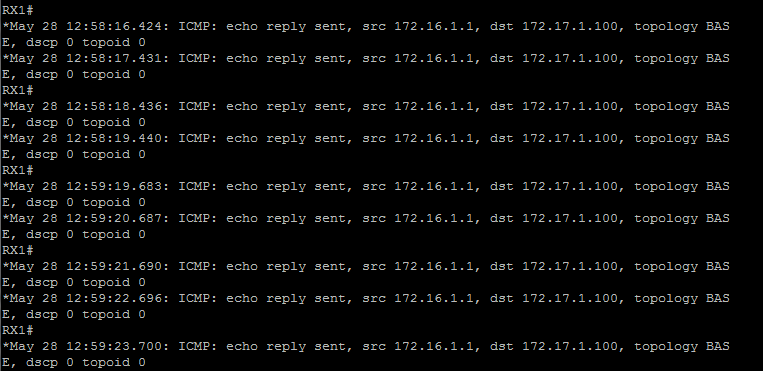 RX1#
*May 28 12:58:16.424: ICMP: echo reply sent, src 172.16.1.1, dst 172.17.1.100, topology BAS
E, dscp 0 topoid 0
*May 28 12:58:17.431: ICMP: echo reply sent, src 172.16.1.1, dst 172.17.1.100, topology BAS
E, dscp 0 topoid 0
RX1#
*May 28 12:58:18.436: ICMP: echo reply sent, src 172.16.1.1, dst 172.17.1.100, topology BAS
E, dscp 0 topoid 0
*May 28 12:58:19.440: ICMP: echo reply sent, src 172.16.1.1, dst 172.17.1.100, topology BAS
E, dscp 0 topoid 0
RX1#
*May 28 12:59:19.683: ICMP: echo reply sent, src 172.16.1.1, dst 172.17.1.100, topology BAS
E, dscp 0 topoid 0
*May 28 12:59:20.687: ICMP: echo reply sent, src 172.16.1.1, dst 172.17.1.100, topology BAS
E, dscp 0 topoid 0
RX1#
*May 28 12:59:21.690: ICMP: echo reply sent, src 172.16.1.1, dst 172.17.1.100, topology BAS
E, dscp 0 topoid 0
*May 28 12:59:22.696: ICMP: echo reply sent, src 172.16.1.1, dst 172.17.1.100, topology BAS
E, dscp 0 topoid 0
RX1#
*May 28 12:59:23.700: ICMP: echo reply sent, src 172.16.1.1, dst 172.17.1.100, topology BAS
E, dscp 0 topoid 0